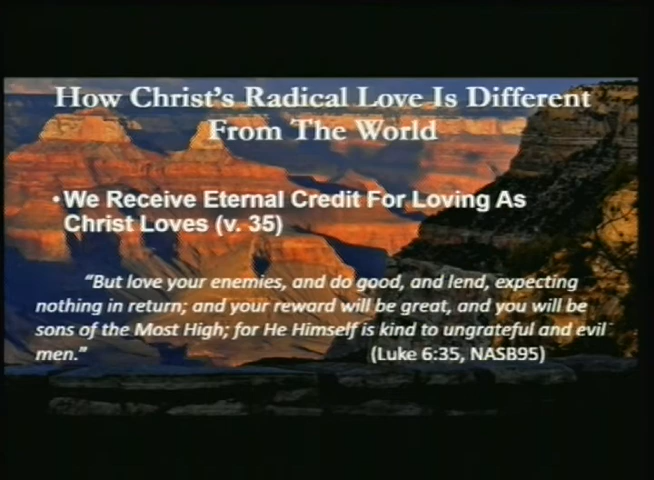 How Christ's Radical Love Is Different
From The World
• We Receive Eternal Credit For Loving As
Christ Loves (v. 35)
"But love your enemies, and do good, and lend, expecting
nothing in return; and your reward will be great, and you will be
sons of the Most High; for He Himself is kind to ungrateful and evil
men." (Luke 6:35, NASB95)